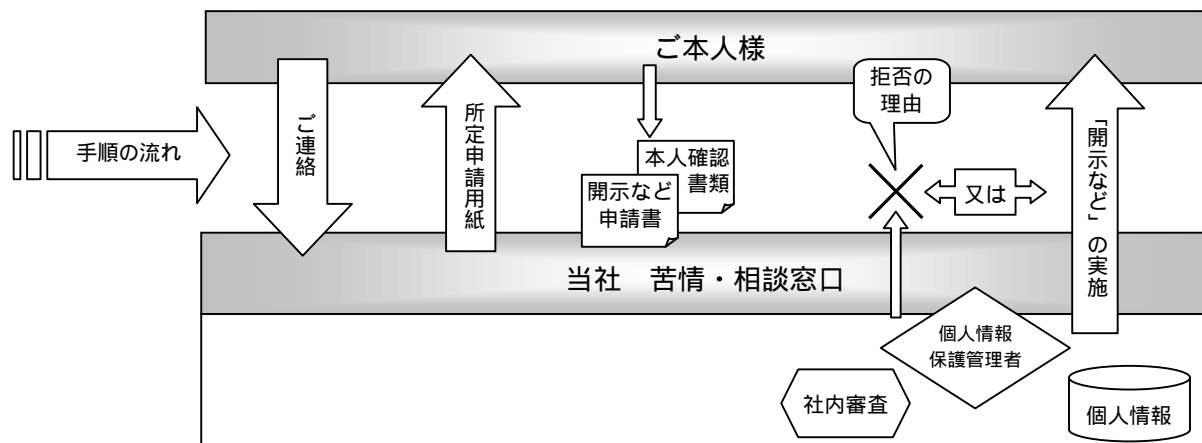 ご本人様
手順の流れ
ご連絡
所定申請用紙
本人確認
書類
開示など
申請書
拒否の
理由
又は
「開示など」の実施
当社　苦情・相談窓口
個人情報
保護管理者
社内審査
個人情報